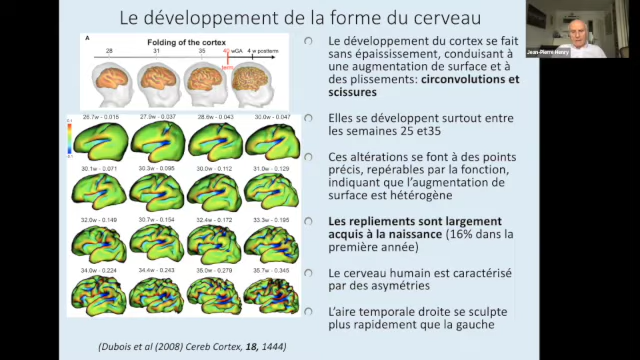 Le développement de la forme du cerveau
A
Folding of the cortex
28 31 35 40 wGA 4 w postterm
term
26.7w - 0.015 27.9w - 0.037 28.6w - 0.043 30.0w - 0.047
30.1w - 0.071 30.3w - 0.095 30.0w - 0.112 31.0w - 0.129
32.0w - 0.149 30.7w - 0.154 32.4w - 0.172 33.3w - 0.195
34.0w - 0.224 34.4w - 0.243 35.0w - 0.279 35.7w - 0.345
(Dubois et al (2008) Cereb Cortex, 18, 1444)
Le développement du cortex se fait
sans épaississement, conduisant à
une augmentation de surface et à
des plissements: circonvolutions et
scissures
Elles se développent surtout entre
les semaines 25 et35
Ces altérations se font à des points
précis, repérables par la fonction,
indiquant que l'augmentation de
surface est hétérogène
Les repliements sont largement
acquis à la naissance (16% dans la
première année)
Le cerveau humain est caractérisé
par des asymétries
L'aire temporale droite se sculpte
plus rapidement que la gauche
Jean-Pierre Henry